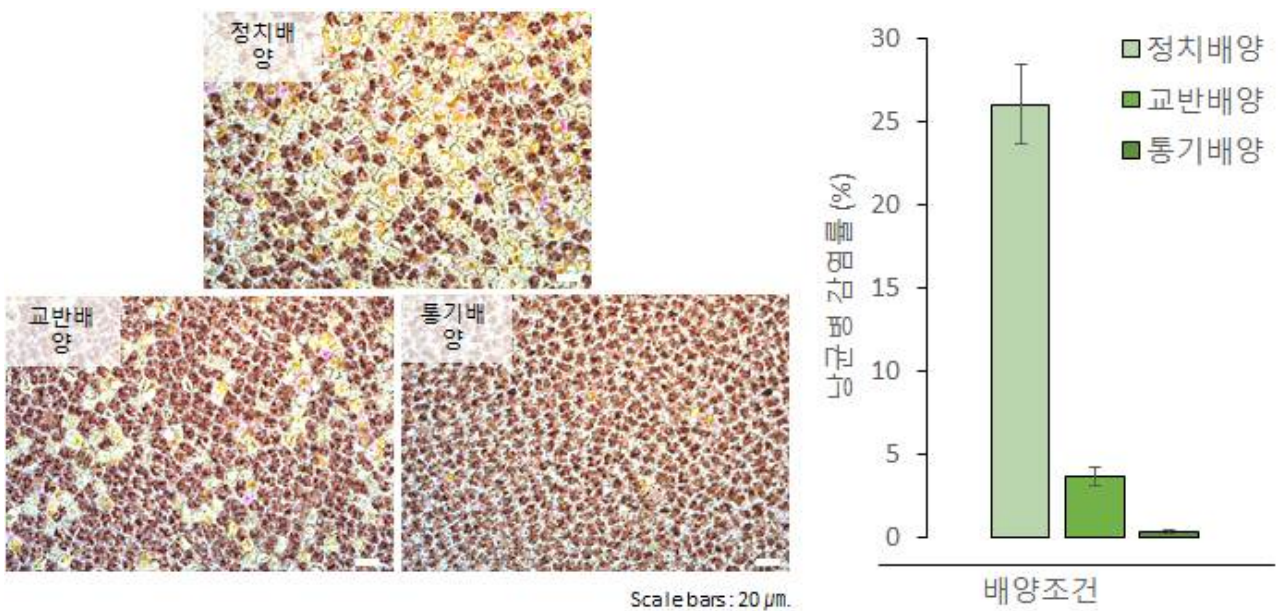 정치배
양
교반배
양
통기배
양
Scale bars: 20 μm.
30
25
20
15
10
5
0
난균병 감염률 (%)
정치배양
교반배양
통기배양
배양조건